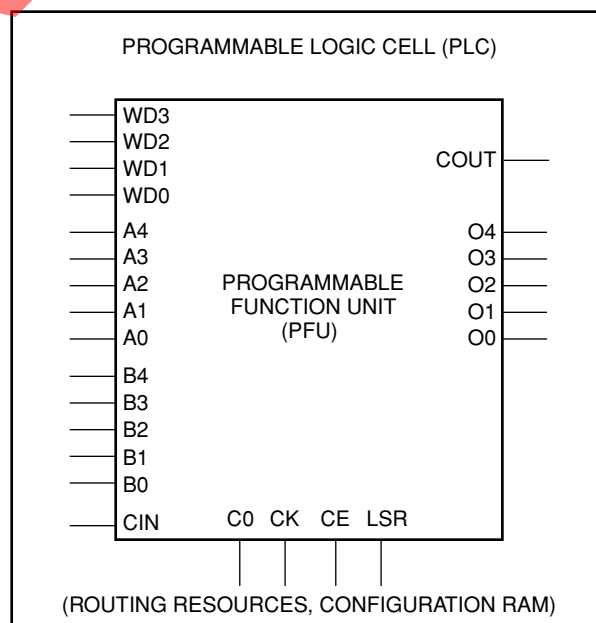 PROGRAMMABLE LOGIC CELL (PLC)
WD3
WD2
WD1
WD0
A4
A3
A2
A1
A0
B4
B3
B2
B1
B0
CIN
PROGRAMMABLE
FUNCTION UNIT
(PFU)
COUT
O4
O3
O2
O1
O0
C0 CK CE LSR
(ROUTING RESOURCES, CONFIGURATION RAM)